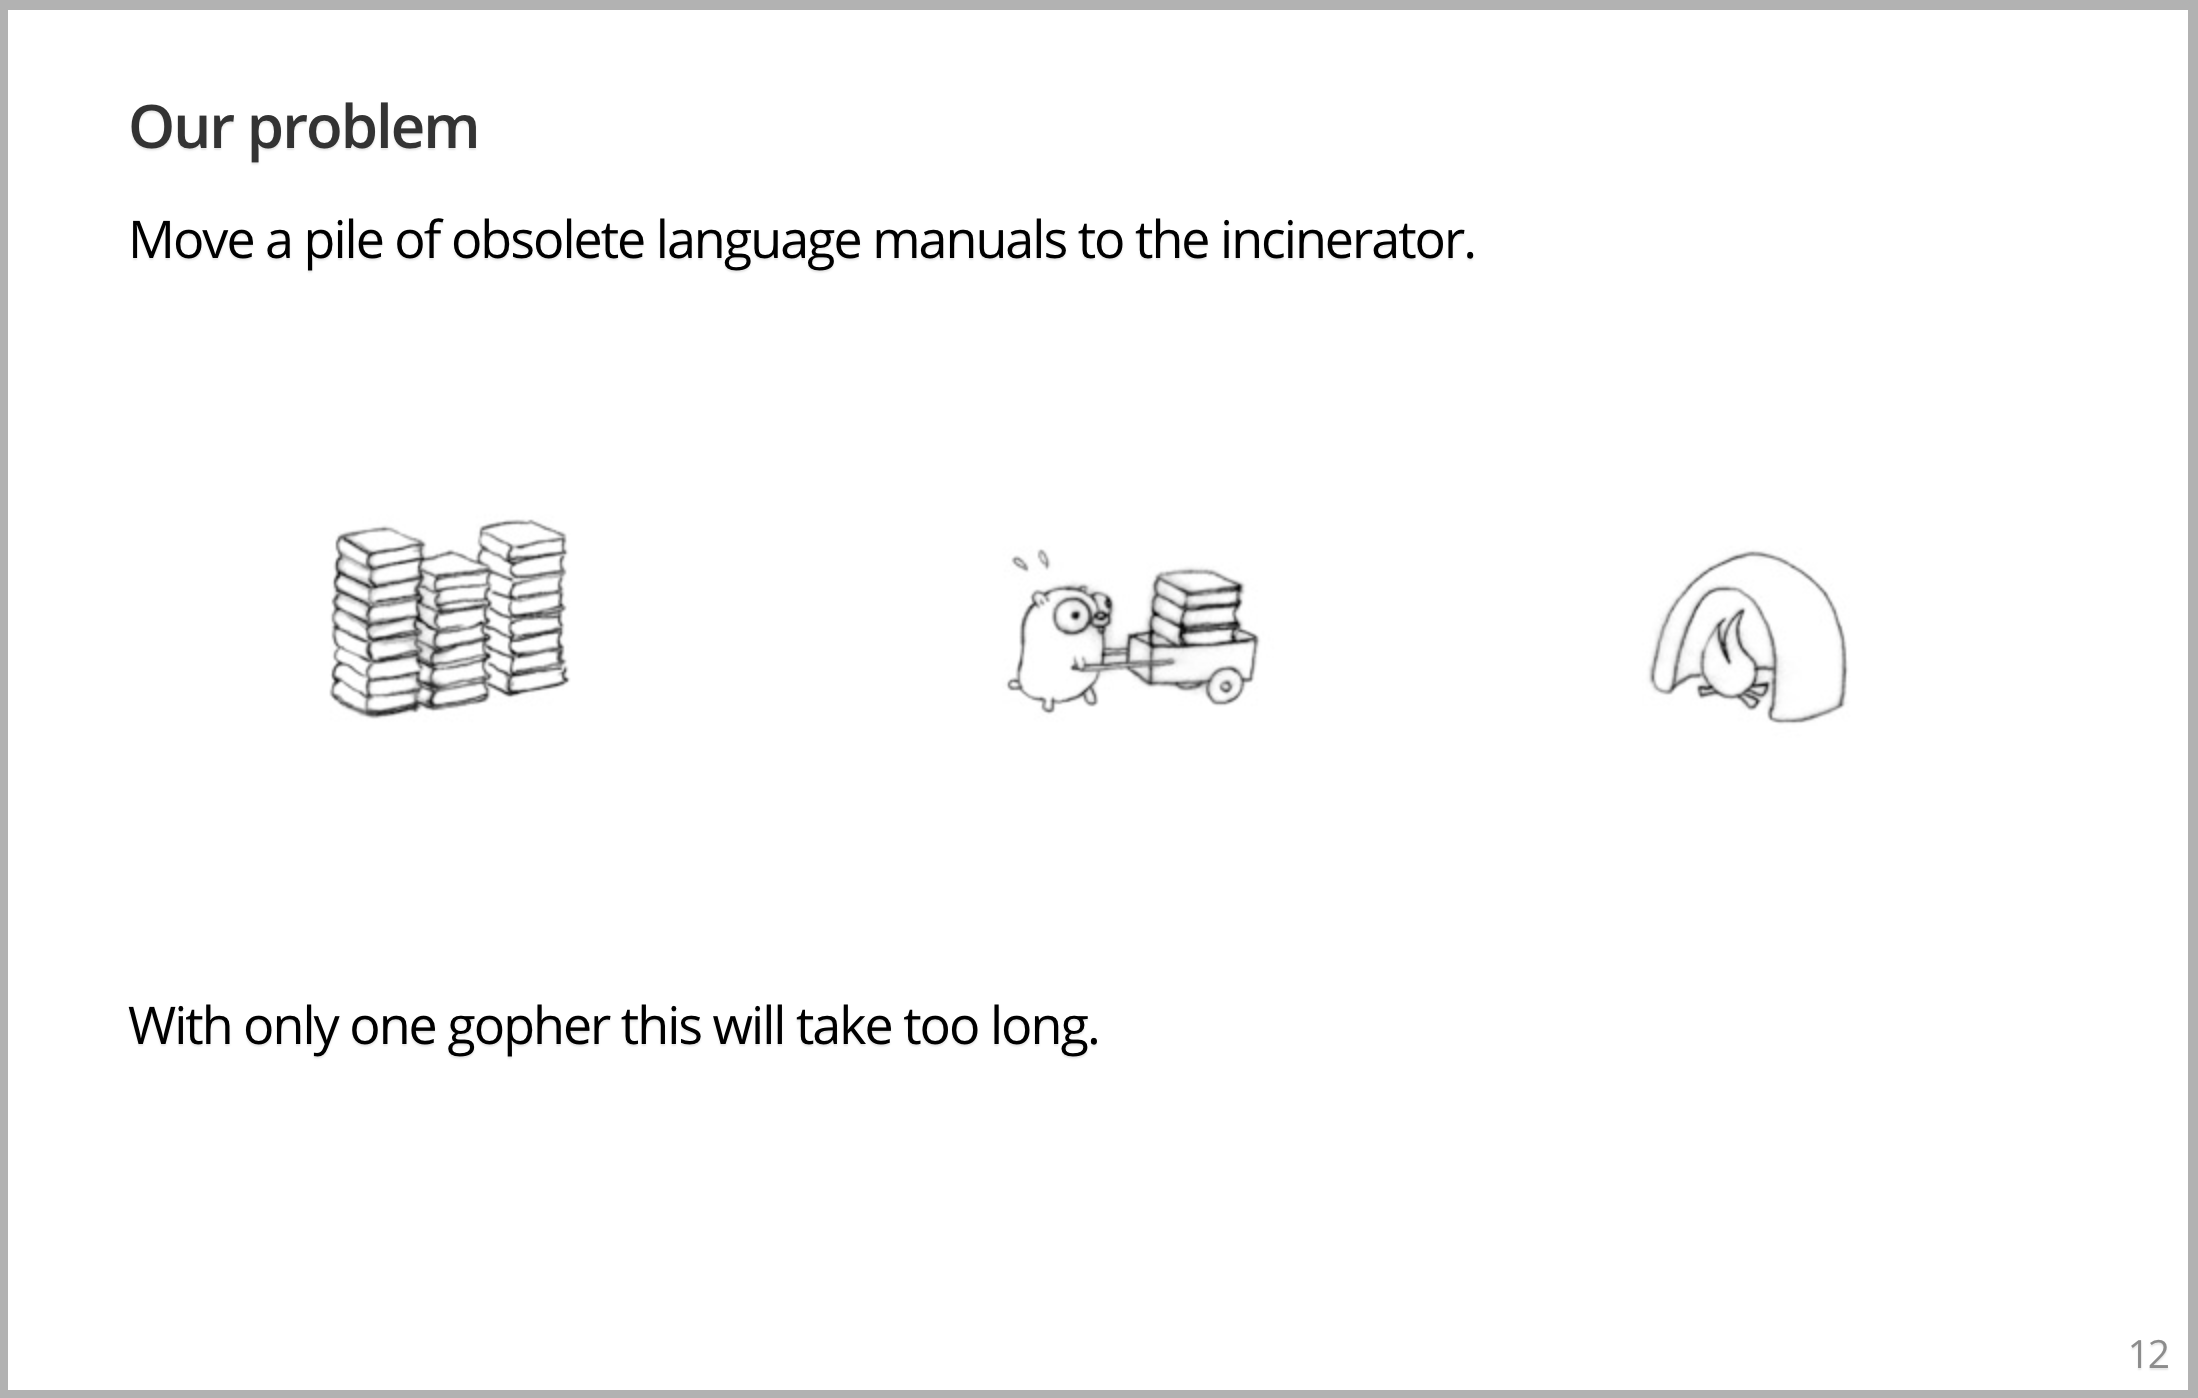 Our problem
Move a pile of obsolete language manuals to the incinerator.
With only one gopher this will take too long.
12